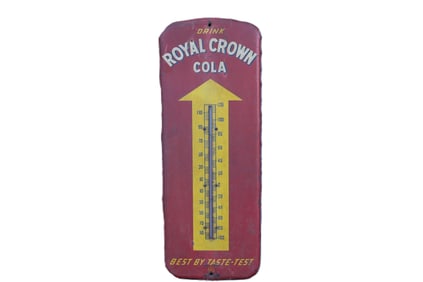 DRINK
ROYAL CROWN
COLA
BEST BY TASTE-TEST